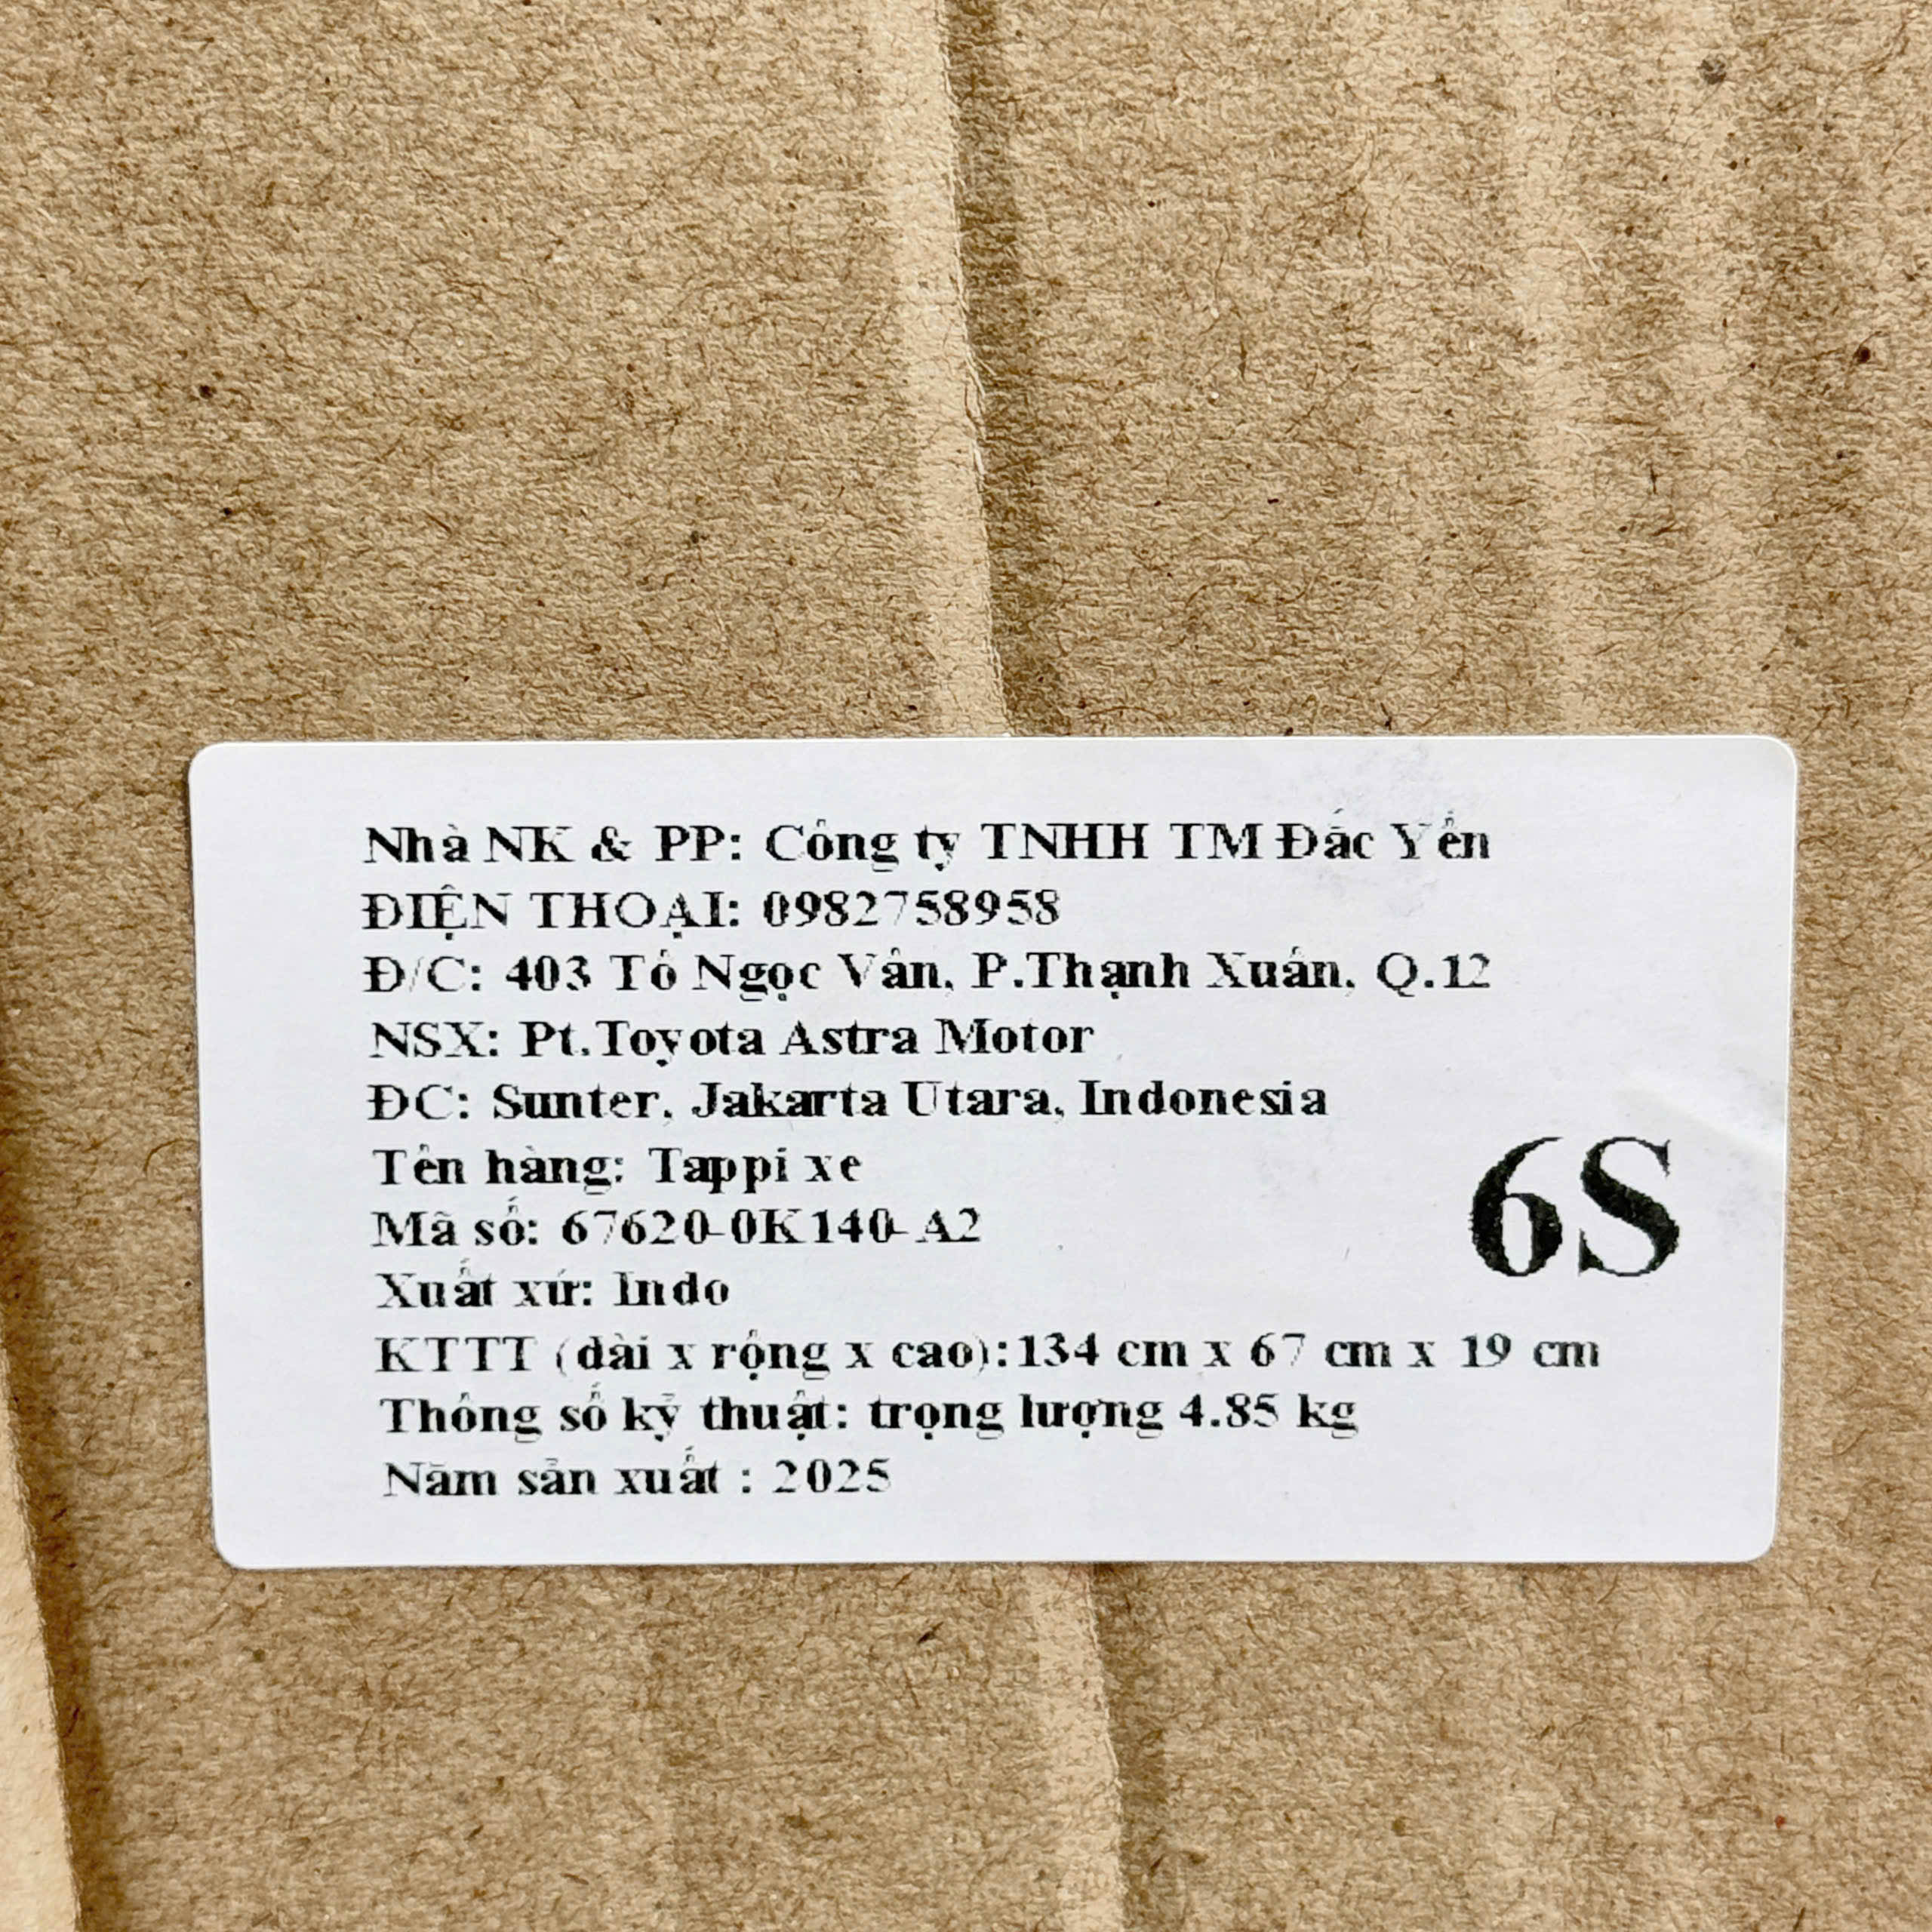 Nhà NK & PP: Công ty TNHH TM Đắc Yến
ĐIỆN THOẠI: 0982758958
Đ/C: 403 Tô Ngọc Vân, P.Thạnh Xuân, Q.12
NSX: Pt.Toyota Astra Motor
ĐC: Sunter, Jakarta Utara, Indonesia
Tên hàng: Tappi xe
Mã số: 67620-0K140-A2
Xuất xứ: Indo
KTTT (dài x rộng x cao):134 cm x 67 cm x 19 cm
Thông số kỹ thuật: trọng lượng 4.85 kg
Năm sản xuất : 2025
6S